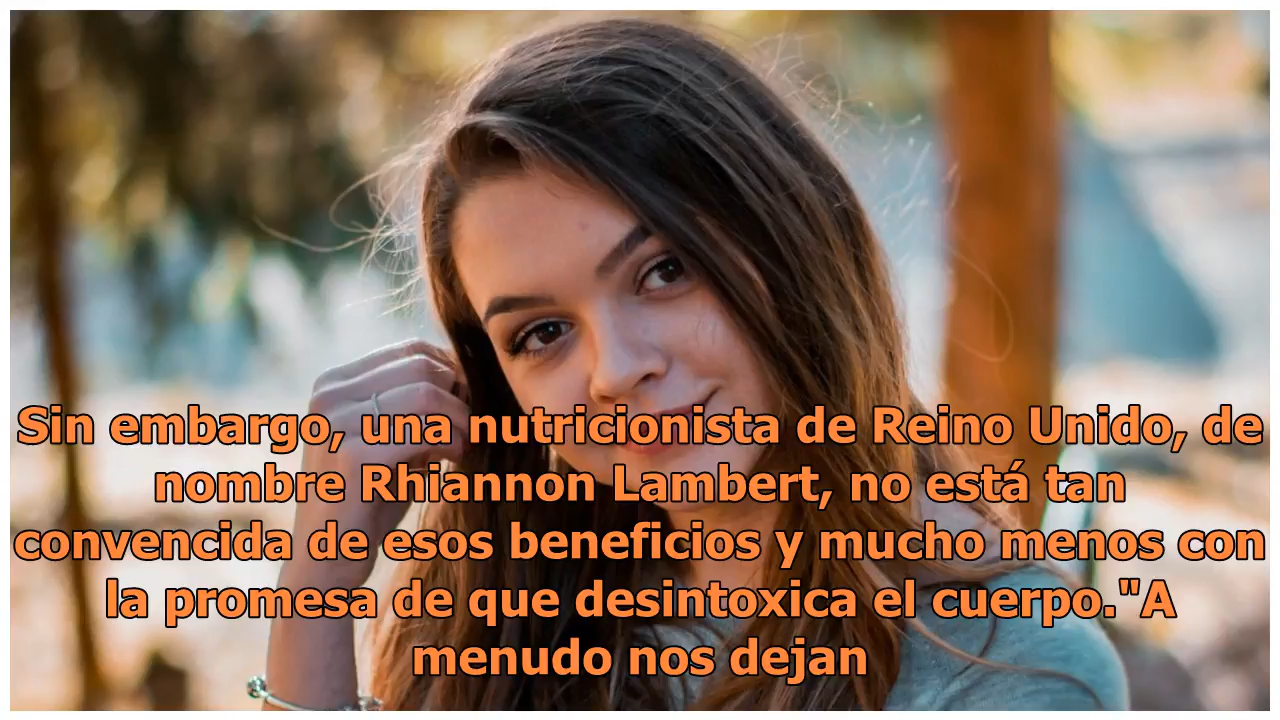 Sin embargo, una nutricionista de Reino Unido, de
nombre Rhiannon Lambert, no está tan
convencida de esos beneficios y mucho menos con
la promesa de que desintoxica el cuerpo."A
menudo nos dejan